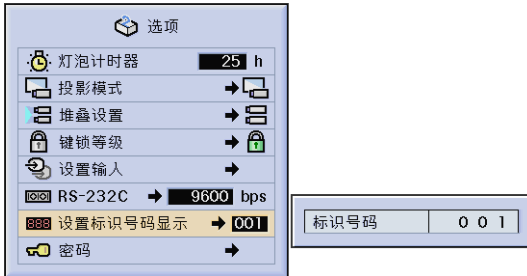 选项
灯泡计时器 25 h
投影模式
堆叠设置
键锁等级
设置输入
RS-232C 9600 bps
888 设置标识号码显示 001
密码
标识号码 0 0 1